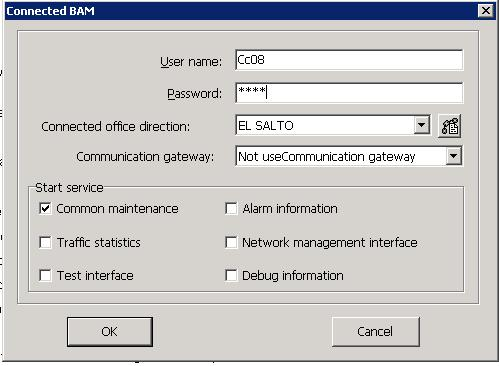 Connected BAM
User name: Cc08
Password: ****
Connected office direction: EL SALTO
Communication gateway: Not useCommunication gateway
Start service
Common maintenance Alarm information
Traffic statistics Network management interface
Test interface Debug information
OK Cancel